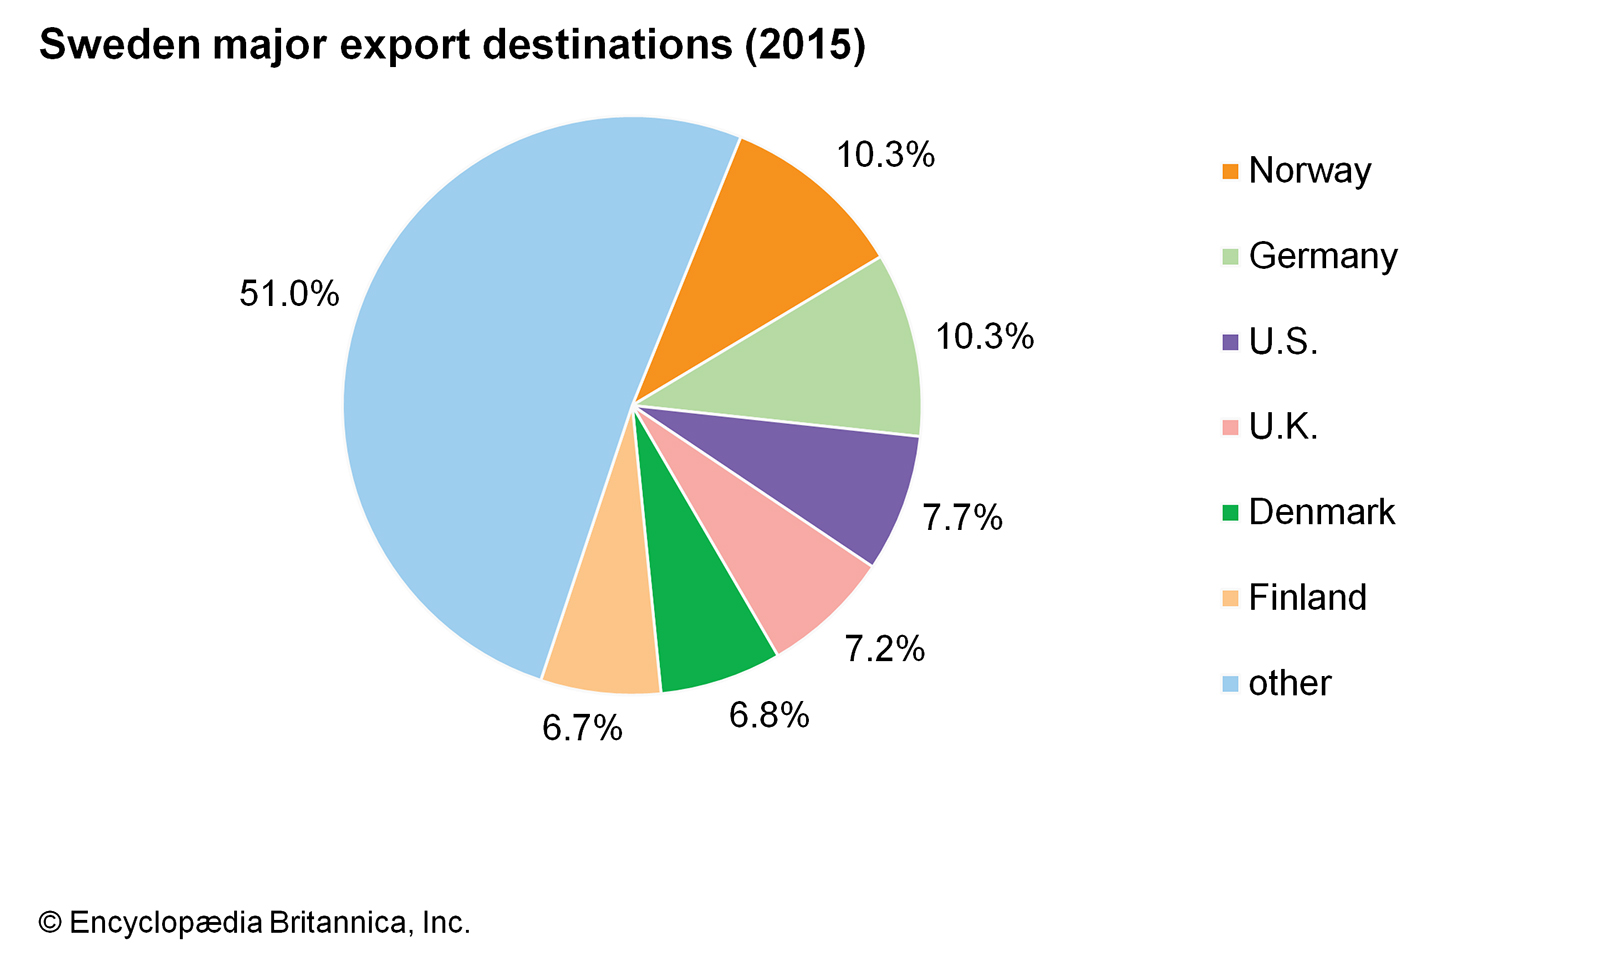 Sweden major export destinations (2015)
10.3%
10.3%
7.7%
7.2%
6.8%
6.7%
51.0%
Norway
Germany
U.S.
U.K.
Denmark
Finland
other
© Encyclopædia Britannica, Inc.